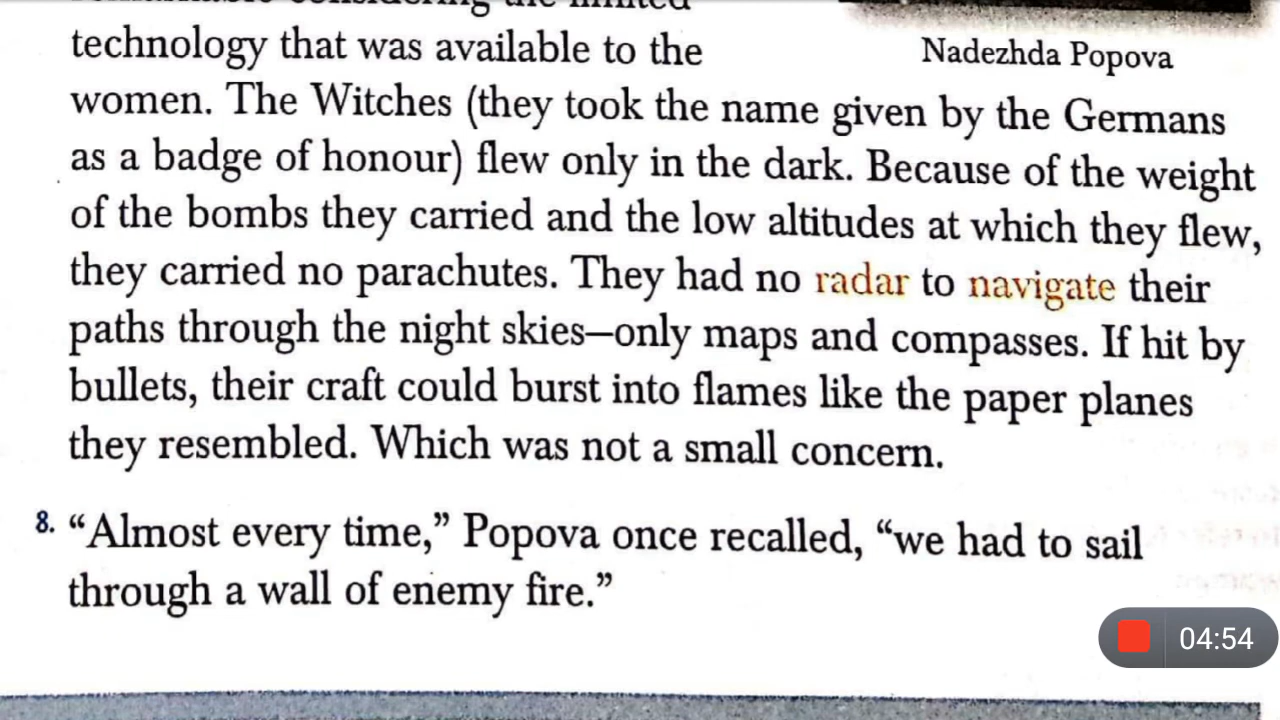 technology that was available to the
Nadezhda Popova
women. The Witches (they took the name given by the Germans
as a badge of honour) flew only in the dark. Because of the weight
of the bombs they carried and the low altitudes at which they flew,
they carried no parachutes. They had no radar to navigate their
paths through the night skies—only maps and compasses. If hit by
bullets, their craft could burst into flames like the paper planes
they resembled. Which was not a small concern.
8. “Almost every time,” Popova once recalled, “we had to sail
through a wall of enemy fire.”
04:54